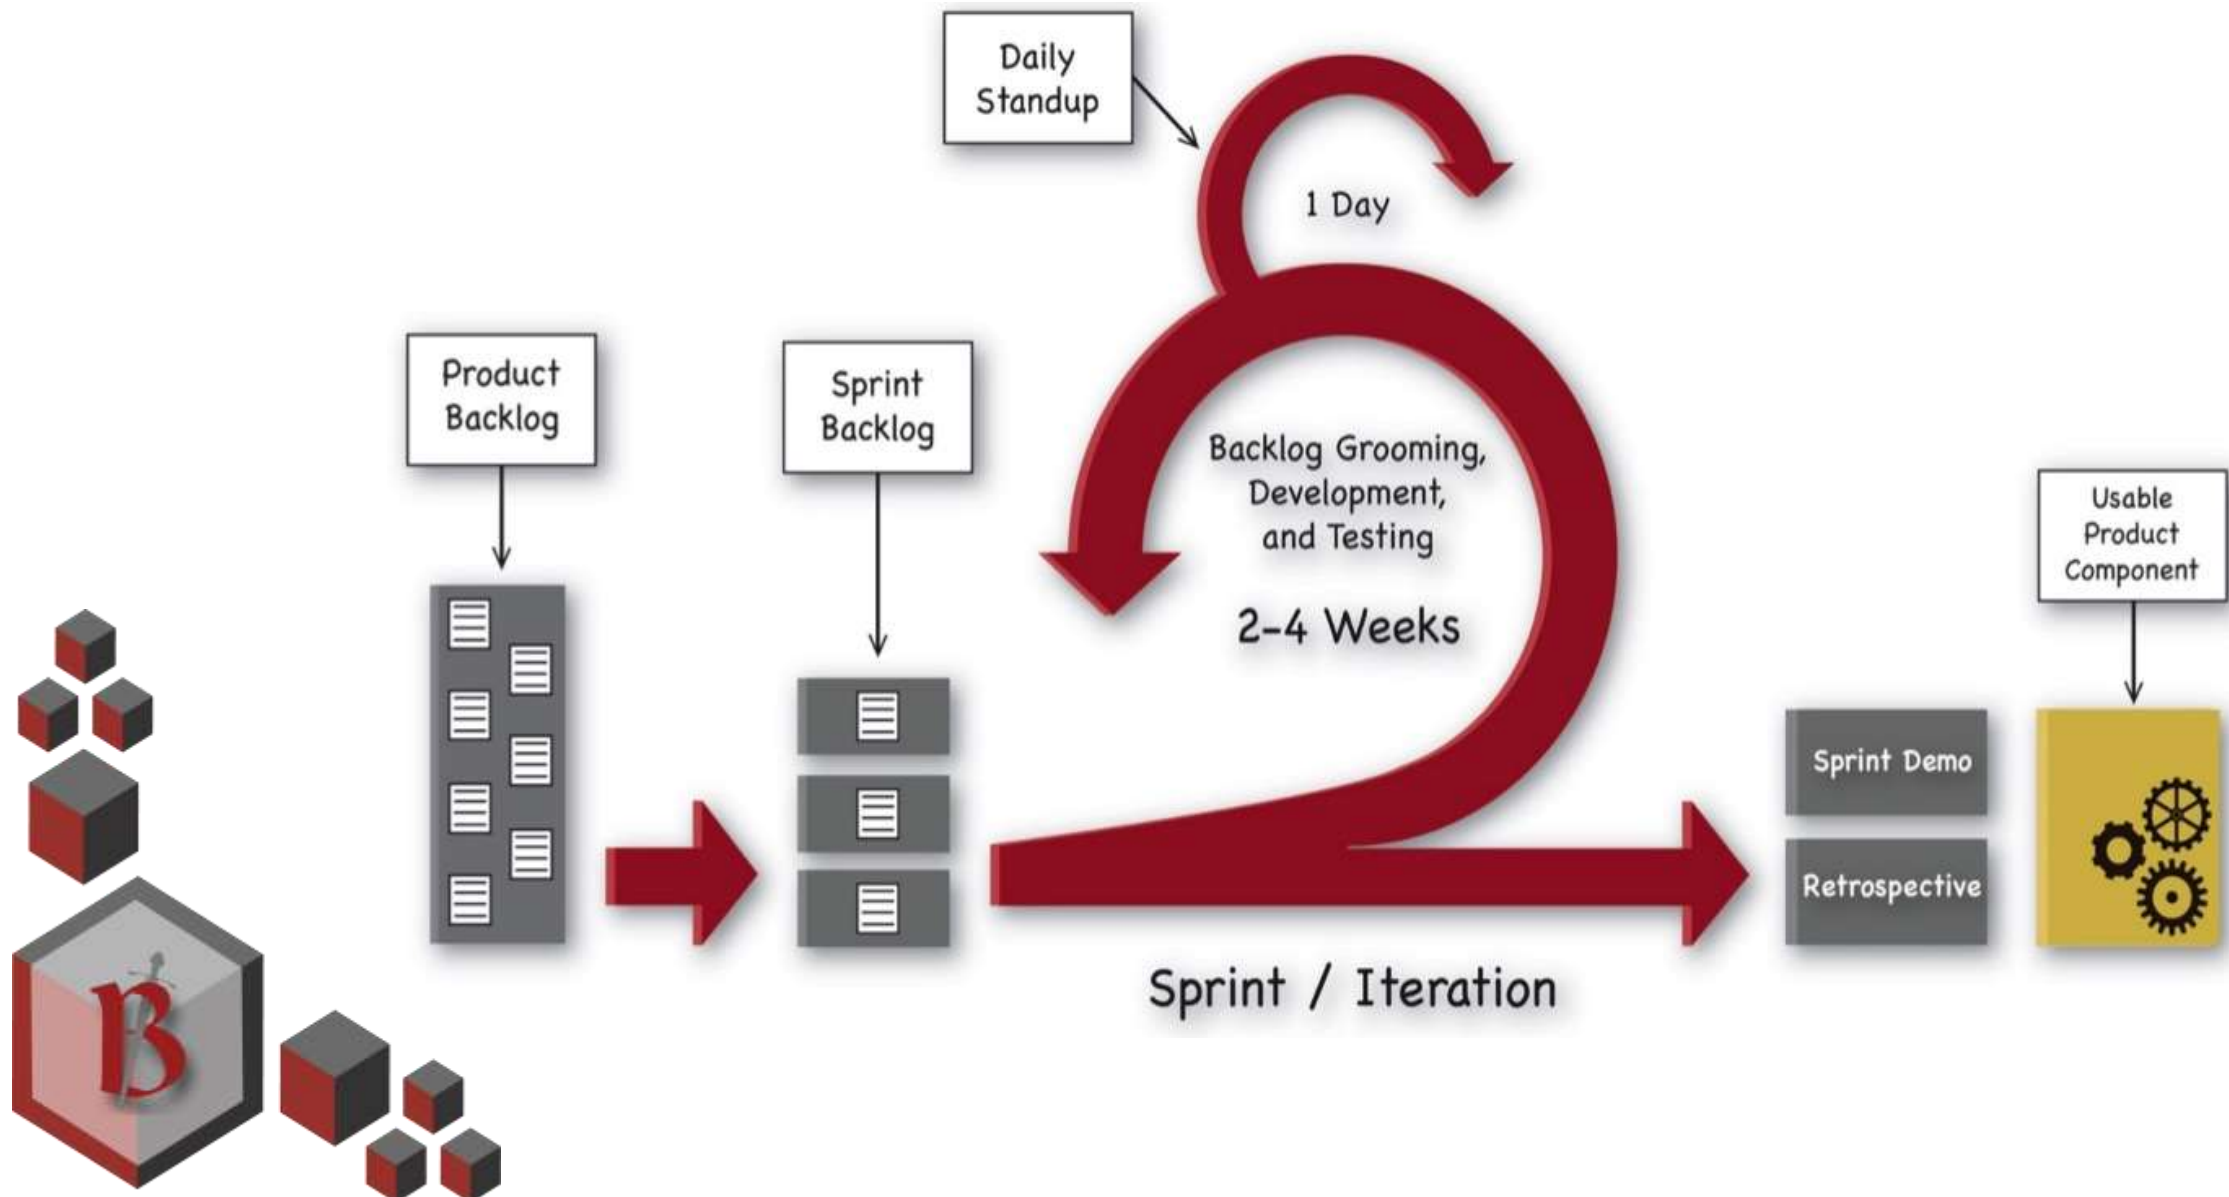 Daily
Standup
1 Day
Product
Backlog
Sprint
Backlog
Backlog Grooming,
Development,
and Testing
2-4 Weeks
Usable
Product
Component
Sprint Demo
Retrospective
Sprint / Iteration
B